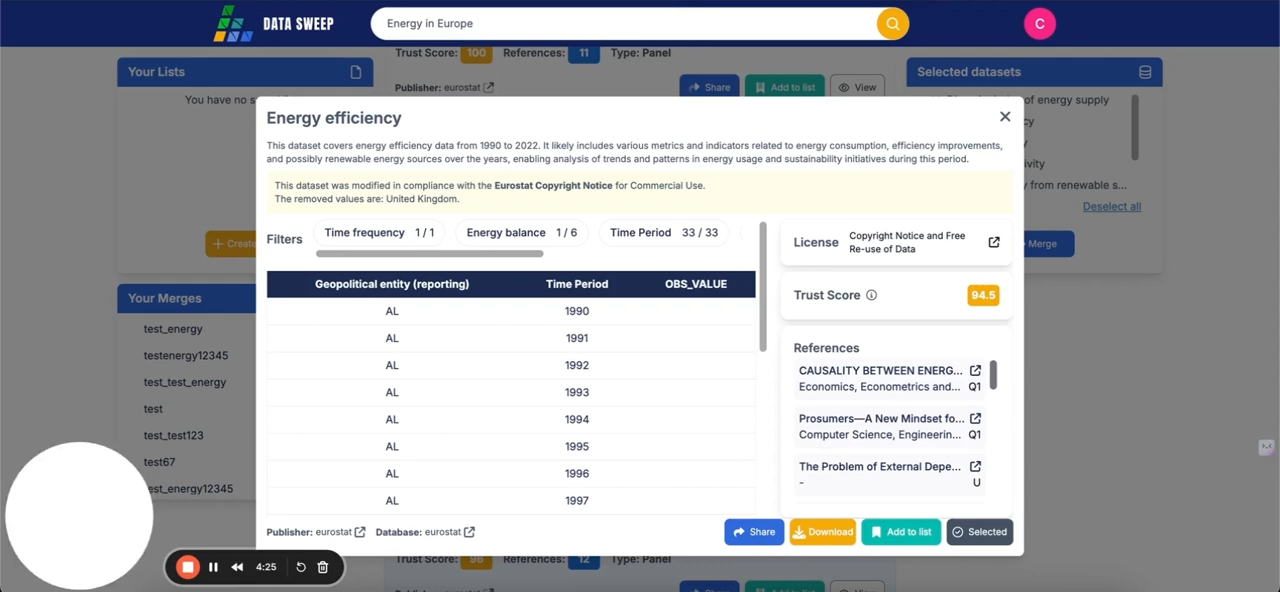 DATA SWEEP
Energy in Europe
C
Trust Score: 100 References: 11 Type: Panel
Your Lists
Selected datasets
Publisher: eurostat
Share
Add to list
View
You have no s
of energy supply
cy
ivity
y from renewable s...
Deselect all
Create
Merge
Energy efficiency
This dataset covers energy efficiency data from 1990 to 2022. It likely includes various metrics and indicators related to energy consumption, efficiency improvements,
and possibly renewable energy sources over the years, enabling analysis of trends and patterns in energy usage and sustainability initiatives during this period.
This dataset was modified in compliance with the Eurostat Copyright Notice for Commercial Use.
The removed values are: United Kingdom.
Filters
Time frequency 1 / 1
Energy balance 1 / 6
Time Period 33 / 33
Geopolitical entity (reporting) Time Period OBS_VALUE
AL 1990
AL 1991
AL 1992
AL 1993
AL 1994
AL 1995
AL 1996
AL 1997
License
Copyright Notice and Free
Re-use of Data
Trust Score 94.5
References
CAUSALITY BETWEEN ENERG...
Economics, Econometrics and... Q1
Prosumers—A New Mindset fo...
Computer Science, Engineerin... Q1
The Problem of External Depe...
- U
Publisher: eurostat Database: eurostat
Share
Download
Add to list
Selected
Your Merges
test_energy
testenergy12345
test_test_energy
test
test_test123
test67
est_energy12345
Trust Score: References: 12 Type: Panel
4:25